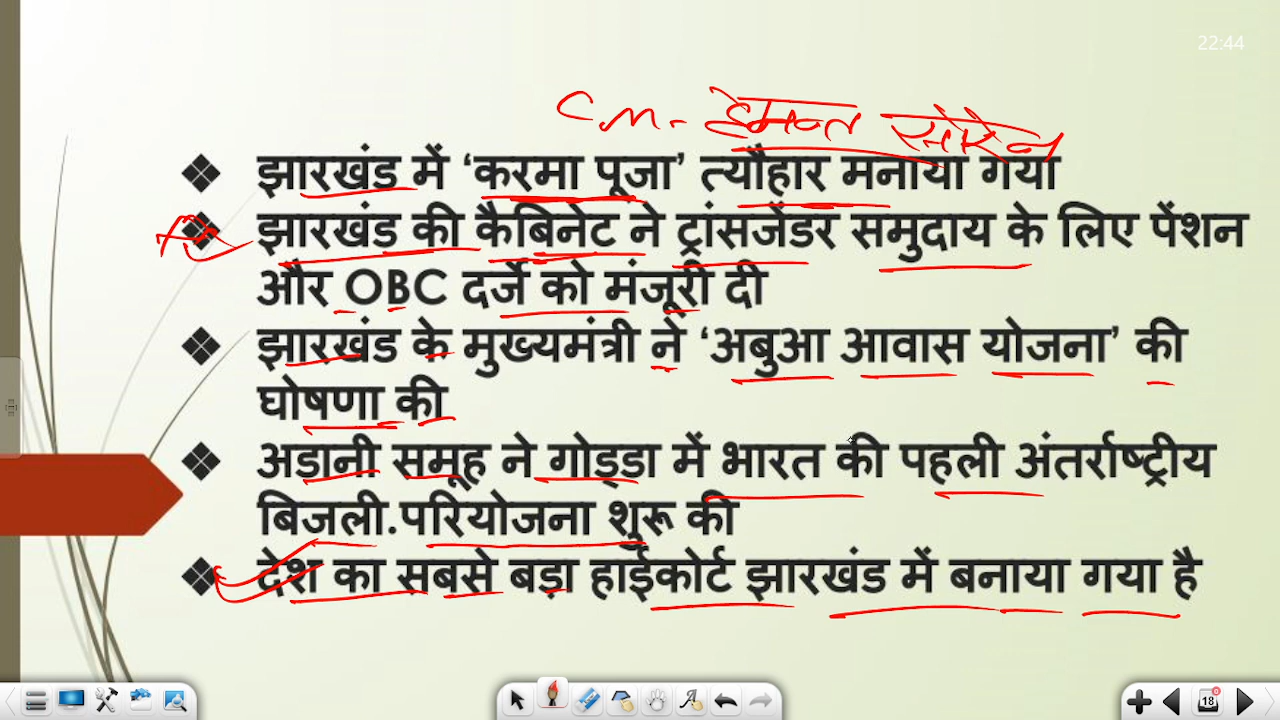 22:44
C M - हेमन्त सोरेन
❖ झारखंड में ‘करमा पूजा’ त्यौहार मनाया गया
❖ झारखंड की कैबिनेट ने ट्रांसजेंडर समुदाय के लिए पेंशन
और OBC दर्जे को मंजूरी दी
❖ झारखंड के मुख्यमंत्री ने ‘अबुआ आवास योजना’ की
घोषणा की
❖ अडानी समूह ने गोड्डा में भारत की पहली अंतर्राष्ट्रीय
बिजली.परियोजना शुरू की
❖ देश का सबसे बड़ा हाईकोर्ट झारखंड में बनाया गया है
18